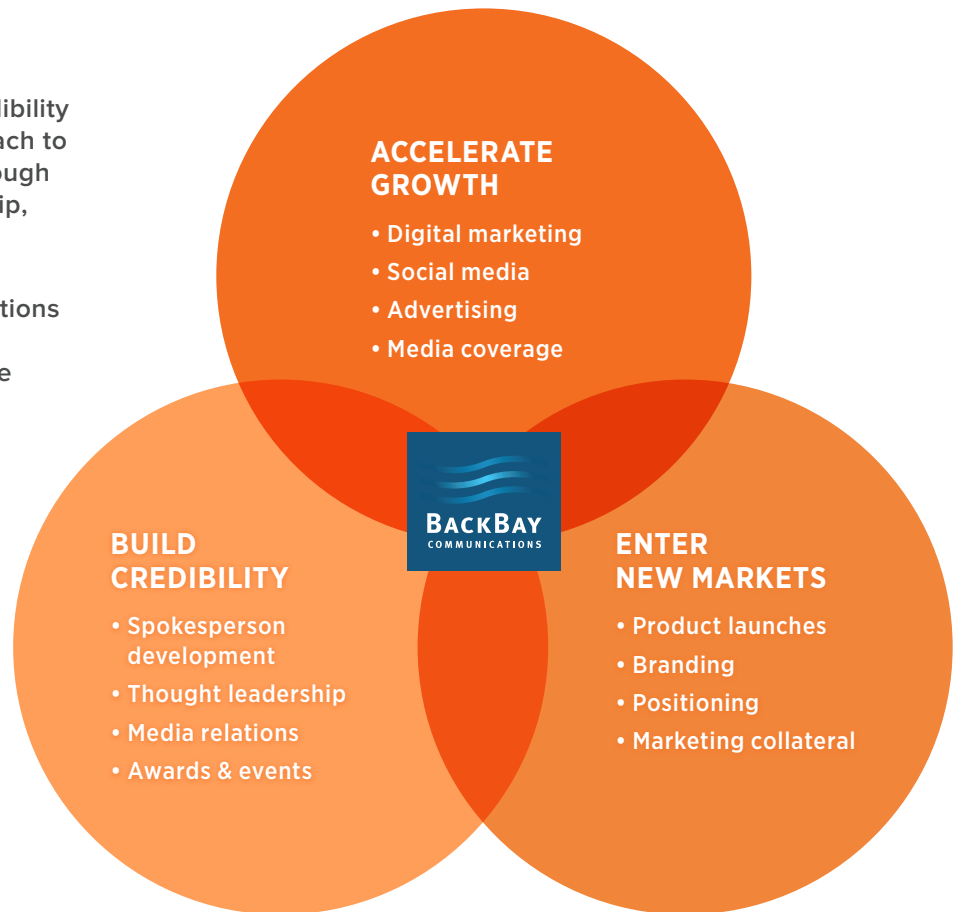 ACCELERATE
GROWTH
• Digital marketing
• Social media
• Advertising
• Media coverage
BACKBAY
COMMUNICATIONS
BUILD
CREDIBILITY
• Spokesperson
development
• Thought leadership
• Media relations
• Awards & events
ENTER
NEW MARKETS
• Product launches
• Branding
• Positioning
• Marketing collateral